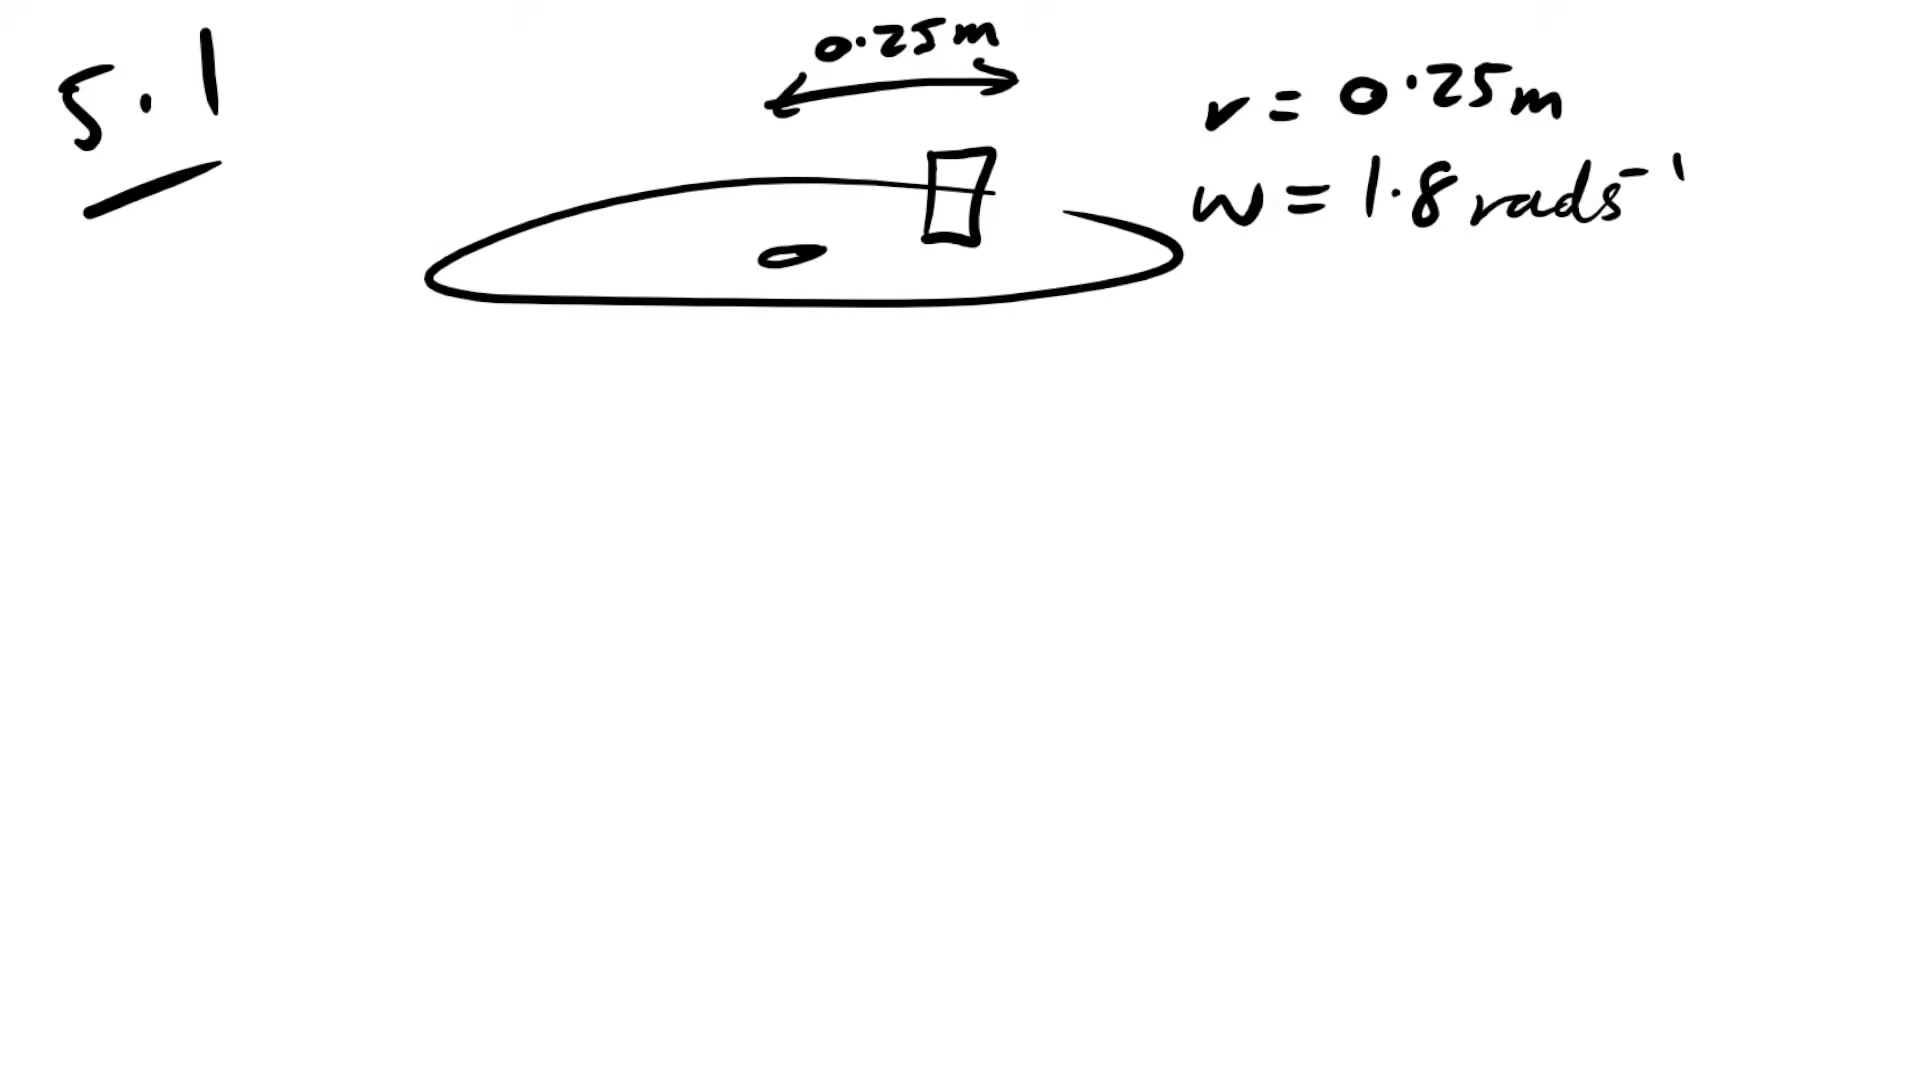 5.1
0.25m
r = 0.25m
w = 1.8 rads⁻¹